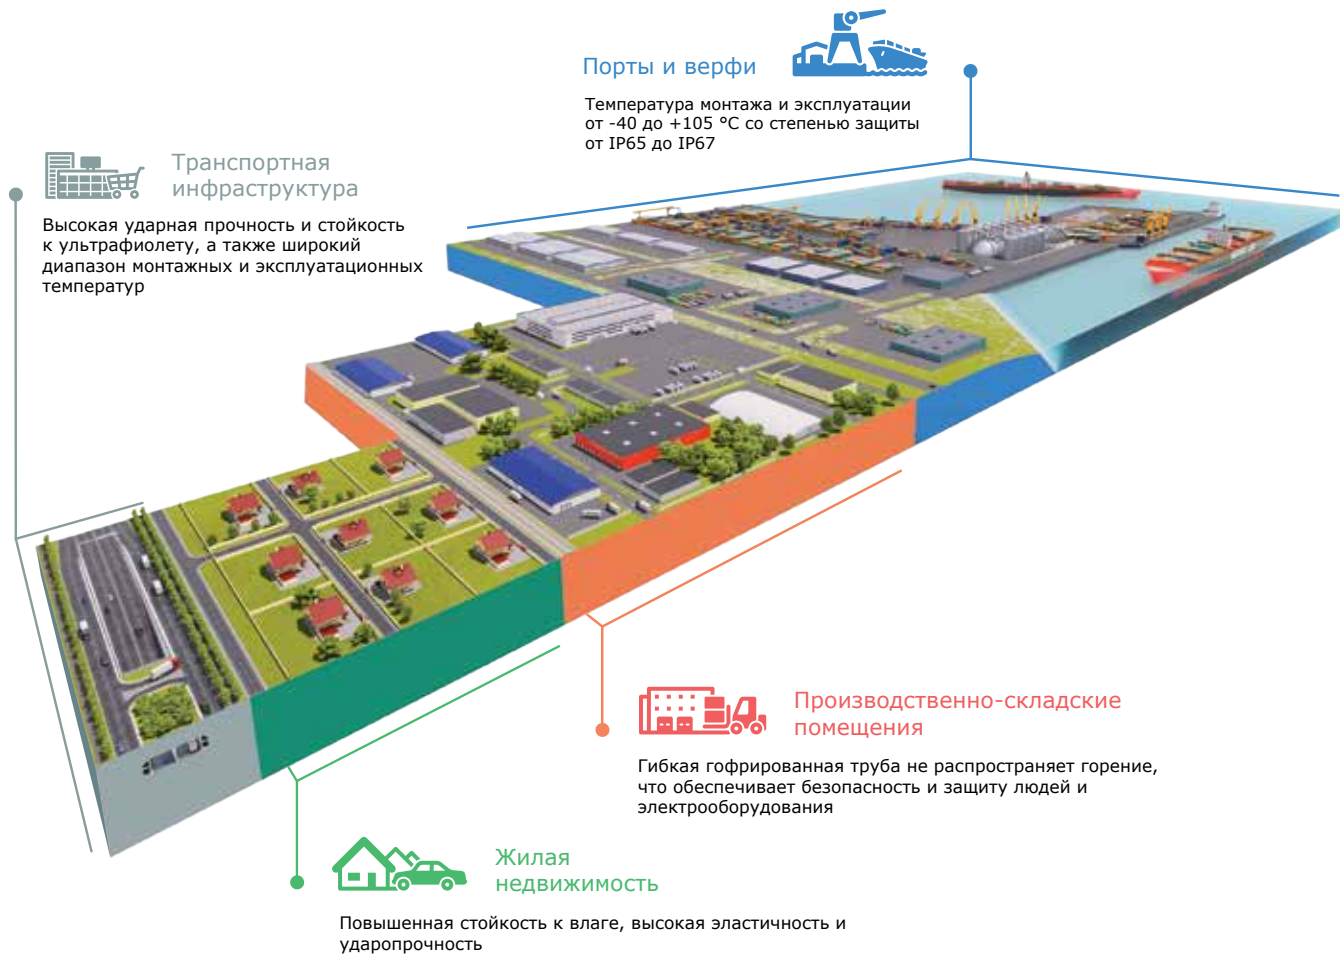 Порты и верфи
Температура монтажа и эксплуатации
от -40 до +105 °C со степенью защиты
от IP65 до IP67
Транспортная
инфраструктура
Высокая ударная прочность и стойкость
к ультрафиолету, а также широкий
диапазон монтажных и эксплуатационных
температур
Производственно-складские
помещения
Гибкая гофрированная труба не распространяет горение,
что обеспечивает безопасность и защиту людей и
электрооборудования
Жилая
недвижимость
Повышенная стойкость к влаге, высокая эластичность и
ударопрочность